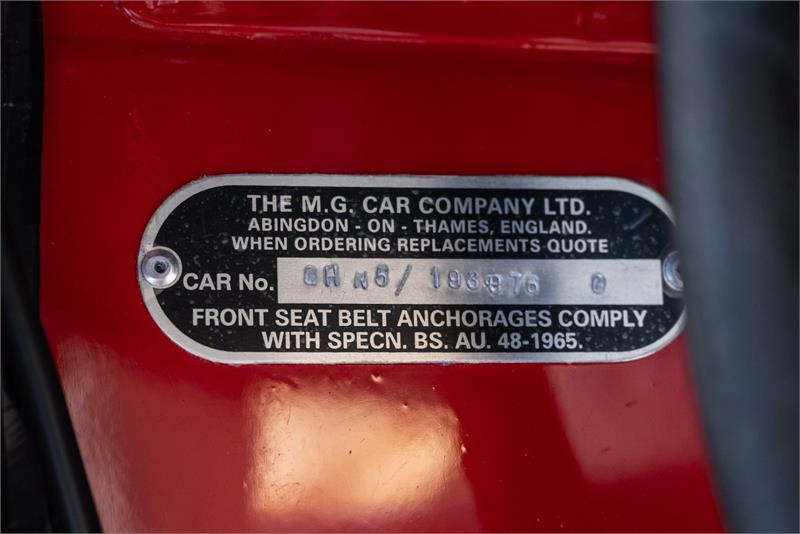 THE M.G. CAR COMPANY LTD.
ABINGDON - ON - THAMES, ENGLAND.
WHEN ORDERING REPLACEMENTS QUOTE
CAR No. G
FRONT SEAT BELT ANCHORAGES COMPLY
WITH SPECN. BS. AU. 48-1965.